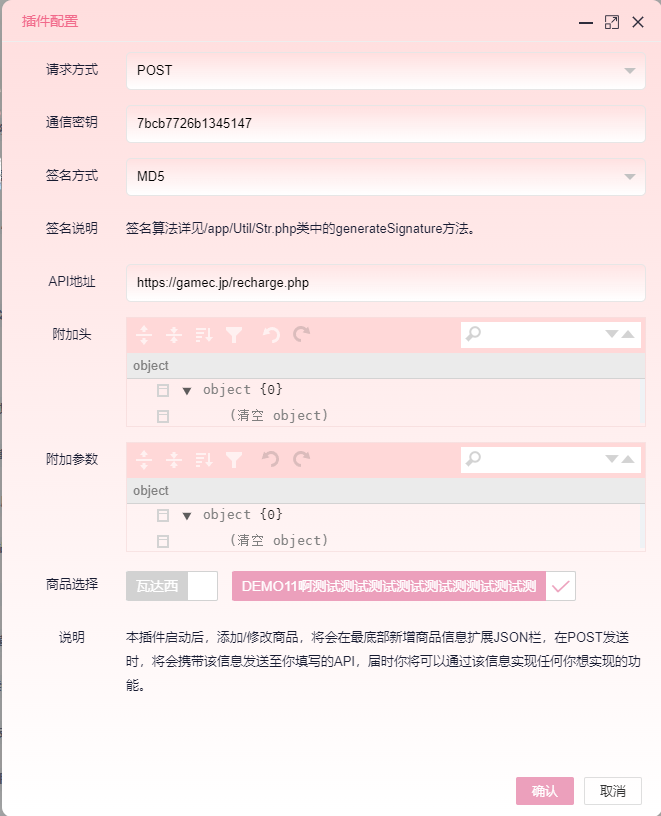 插件配置
请求方式 POST
通信密钥 7bcb7726b1345147
签名方式 MD5
签名说明 签名算法详见/app/Util/Str.php类中的generateSignature方法。
API地址 https://gamec.jp/recharge.php
附加头
object
object {0}
(清空 object)
附加参数
object
object {0}
(清空 object)
商品选择 瓦达西 DEMO11啊测试测试测试测试测试测测试测试测
说明 本插件启动后，添加/修改商品，将会在最底部新增商品信息扩展JSON栏，在POST发送
时，将会携带该信息发送至你填写的API，届时你将可以通过该信息实现任何你想实现的功
能。
确认 取消